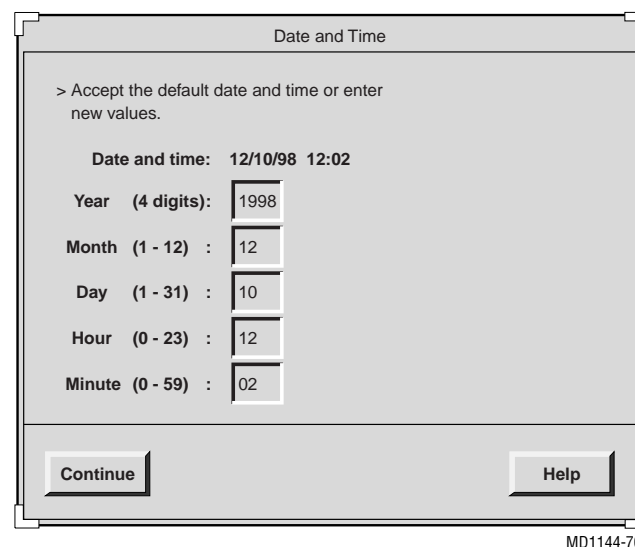 Date and Time
> Accept the default date and time or enter
new values.
Date and time: 12/10/98 12:02
Year (4 digits): 1998
Month (1 - 12) : 12
Day (1 - 31) : 10
Hour (0 - 23) : 12
Minute (0 - 59) : 02
Continue Help